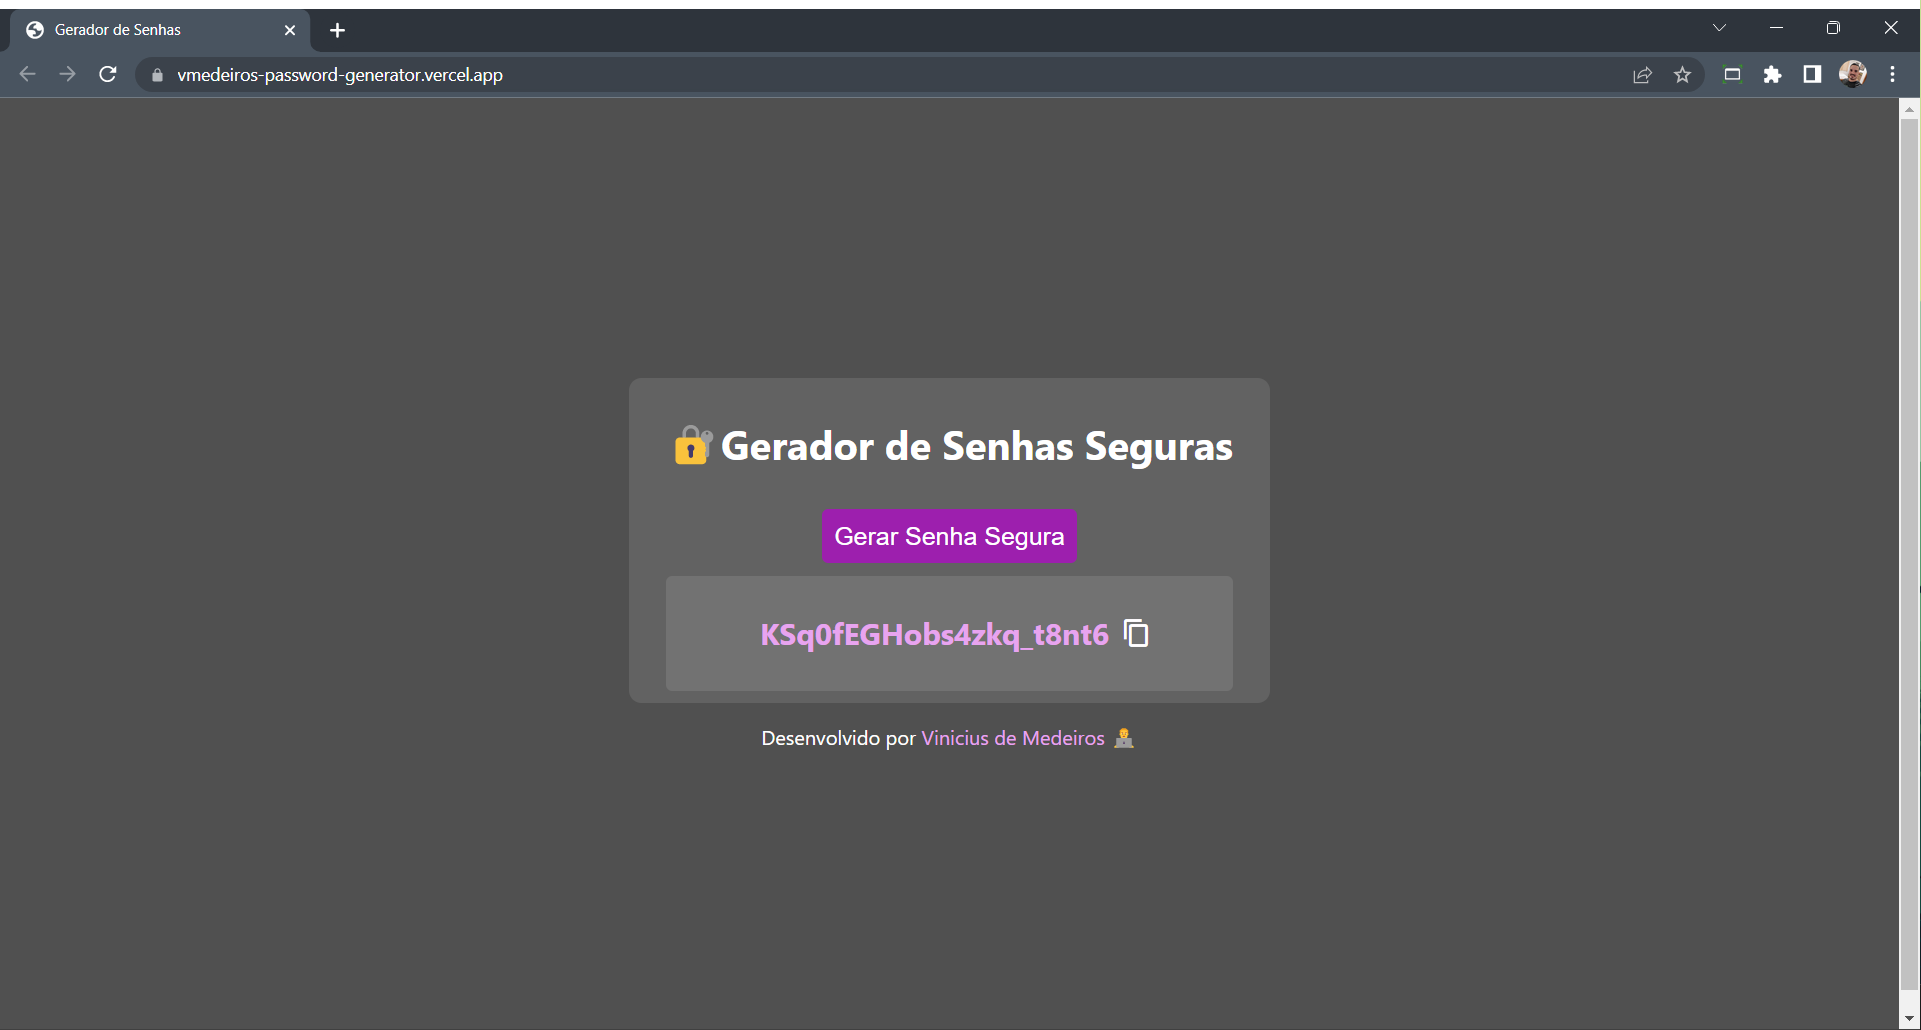 Gerador de Senhas
vmedeiros-password-generator.vercel.app
Gerador de Senhas Seguras
Gerar Senha Segura
KSq0fEGHobs4zkq_t8nt6
Desenvolvido por Vinicius de Medeiros